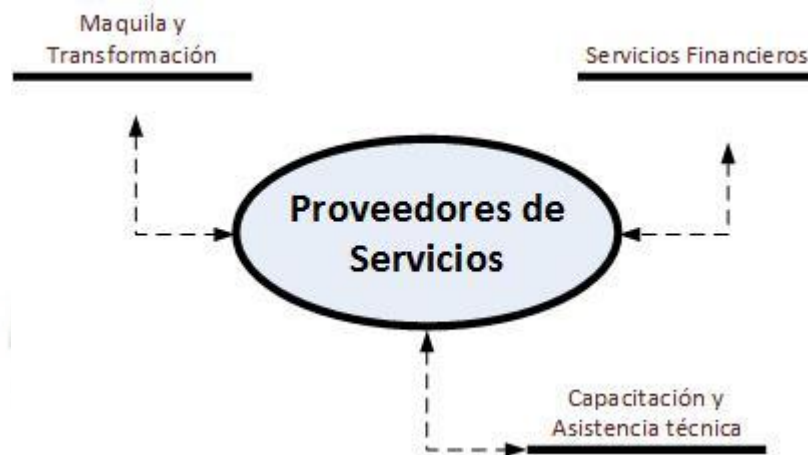 Maquila y
Transformación
Servicios Financieros
Proveedores de
Servicios
Capacitación y
Asistencia técnica